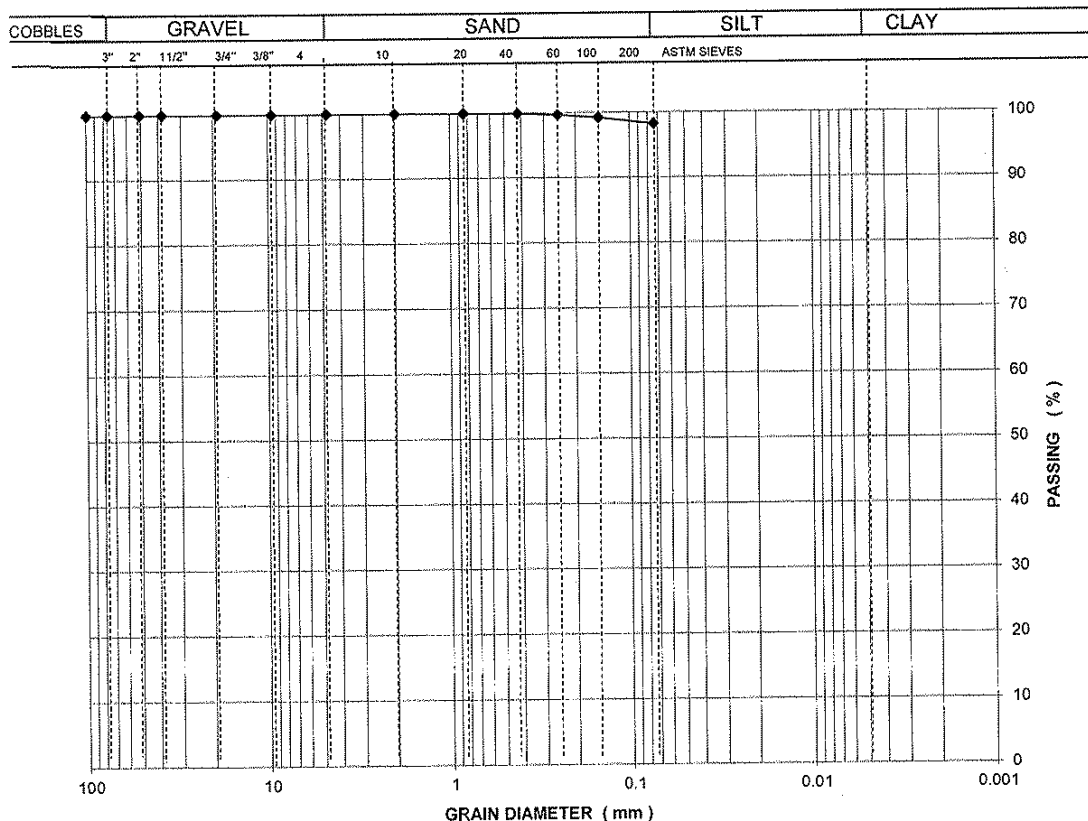 COBBLES GRAVEL SAND SILT CLAY
3" 2" 1 1/2" 3/4" 3/8" 4 10 20 40 60 100 200 ASTM SIEVES
100
90
80
70
60
50
40
30
20
10
0
PASSING ( % )
100 10 1 0.1 0.01 0.001
GRAIN DIAMETER ( mm )